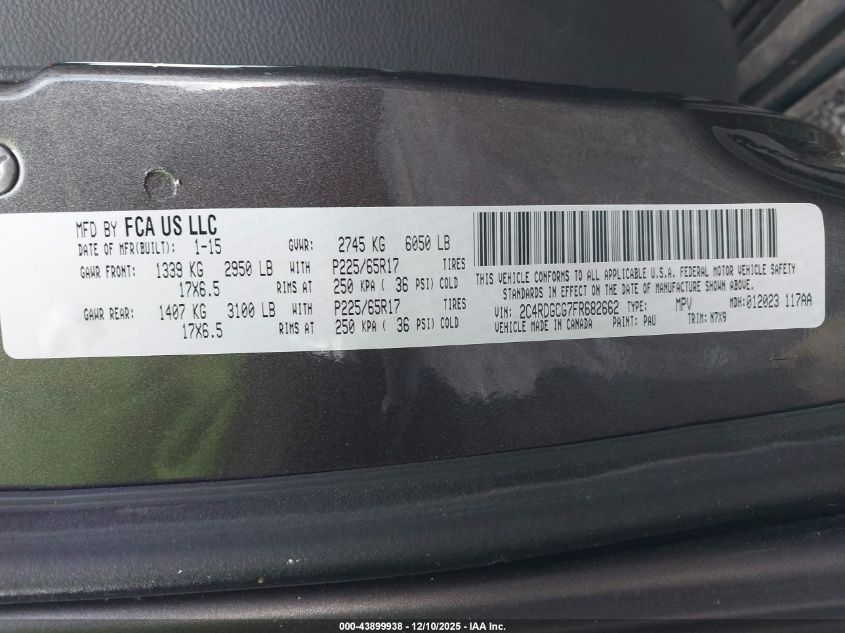 MFD BY FCA US LLC
DATE OF MFR(BUILT): 1-15 GVWR: 2745 KG 6050 LB
GAWR FRONT: 1339 KG 2950 LB WITH P225/65R17 TIRES
17X6.5 RIMS AT 250 KPA ( 36 PSI) COLD
GAWR REAR: 1407 KG 3100 LB WITH P225/65R17 TIRES
17X6.5 RIMS AT 250 KPA ( 36 PSI) COLD
THIS VEHICLE CONFORMS TO ALL APPLICABLE U.S.A. FEDERAL MOTOR VEHICLE SAFETY
STANDARDS IN EFFECT ON THE DATE OF MANUFACTURE SHOWN ABOVE.
VIN: 2C4RDGCG7FR682662 TYPE: MPV MDH:012023 117AA
VEHICLE MADE IN CANADA PAINT: PAU TRIM: N7X9
000-43899938 - 12/10/2025 - IAA Inc.